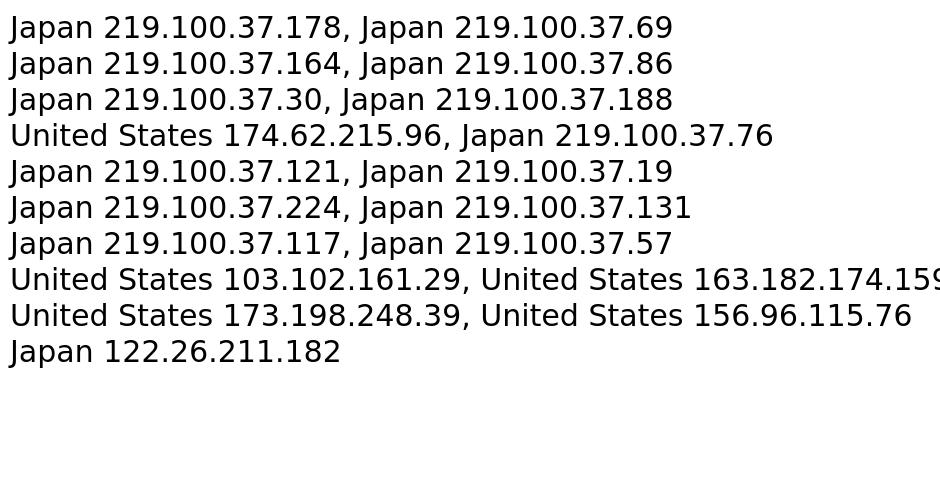 Japan 219.100.37.178, Japan 219.100.37.69
Japan 219.100.37.164, Japan 219.100.37.86
Japan 219.100.37.30, Japan 219.100.37.188
United States 174.62.215.96, Japan 219.100.37.76
Japan 219.100.37.121, Japan 219.100.37.19
Japan 219.100.37.224, Japan 219.100.37.131
Japan 219.100.37.117, Japan 219.100.37.57
United States 103.102.161.29, United States 163.182.174.159
United States 173.198.248.39, United States 156.96.115.76
Japan 122.26.211.182